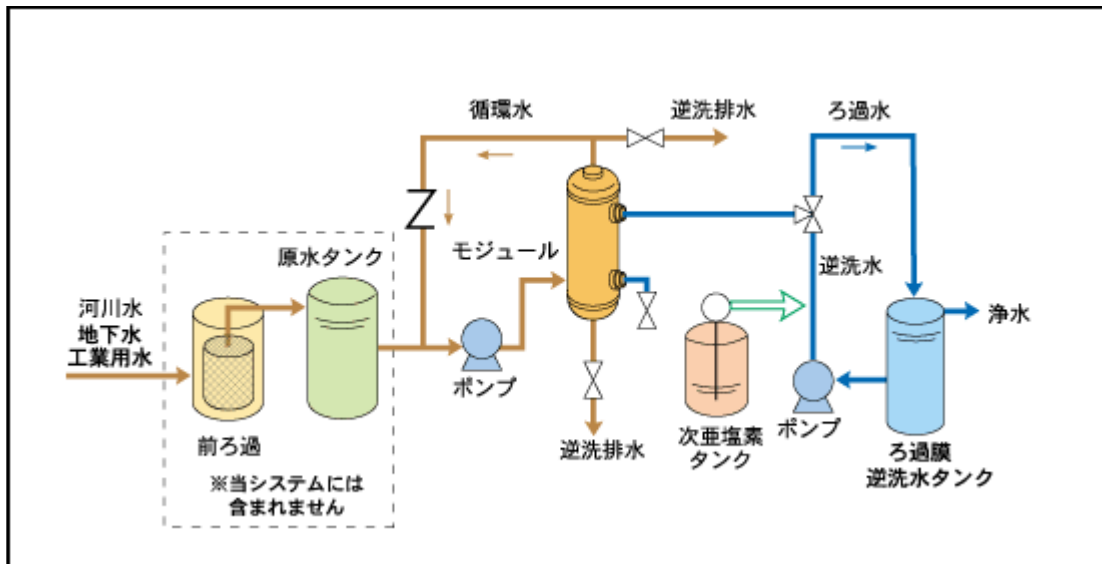 循環水
逆洗排水
ろ過水
原水タンク
モジュール
逆洗水
河川水
地下水
工業用水
浄水
ポンプ
ポンプ
前ろ過
逆洗排水
次亜塩素
タンク
ろ過膜
逆洗水タンク
※当システムには
含まれません